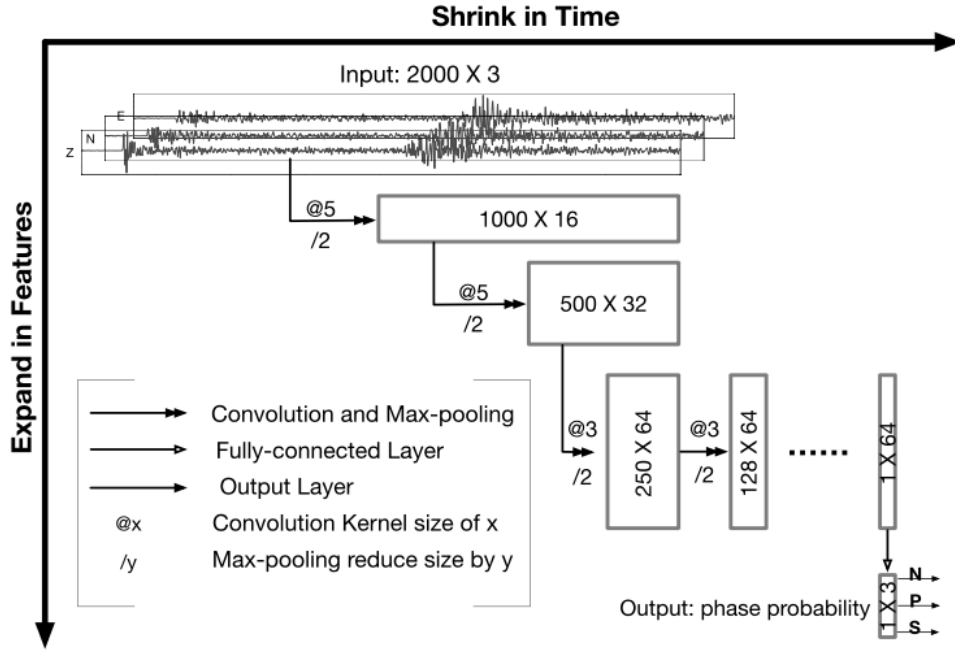 Shrink in Time
Expand in Features
Input: 2000 X 3
E
N
Z
@5
/2
1000 X 16
@5
/2
500 X 32
@3
/2
250 X 64
@3
/2
128 X 64
........
1 X 64
Convolution and Max-pooling
Fully-connected Layer
Output Layer
@x Convolution Kernel size of x
/y Max-pooling reduce size by y
Output: phase probability
1 X 3
N
P
S